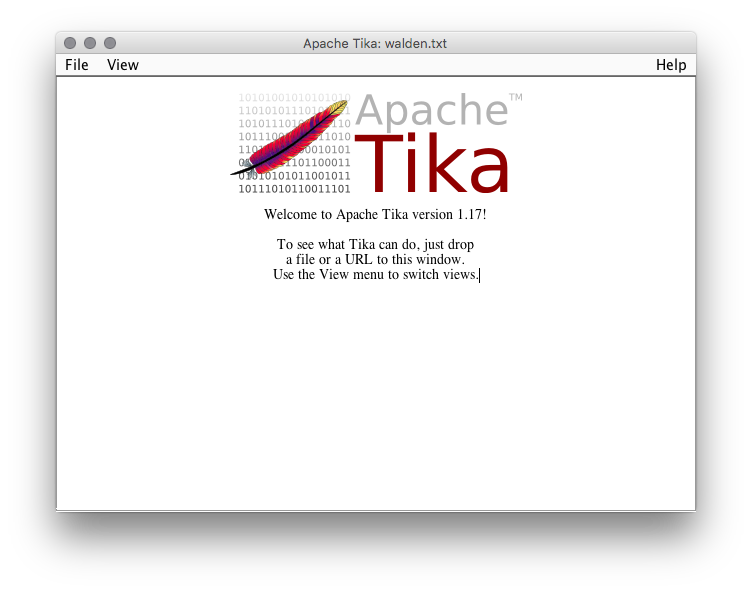 Apache Tika: walden.txt
File View Help
Apache™
Tika
Welcome to Apache Tika version 1.17!
To see what Tika can do, just drop
a file or a URL to this window.
Use the View menu to switch views.